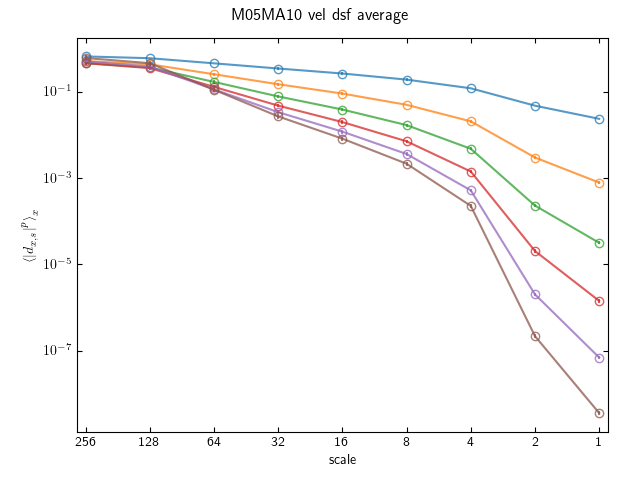 M05MA10 vel dsf average
⟨|d_{x,s}|^p⟩_x
10^{-1}
10^{-3}
10^{-5}
10^{-7}
256 128 64 32 16 8 4 2 1
scale